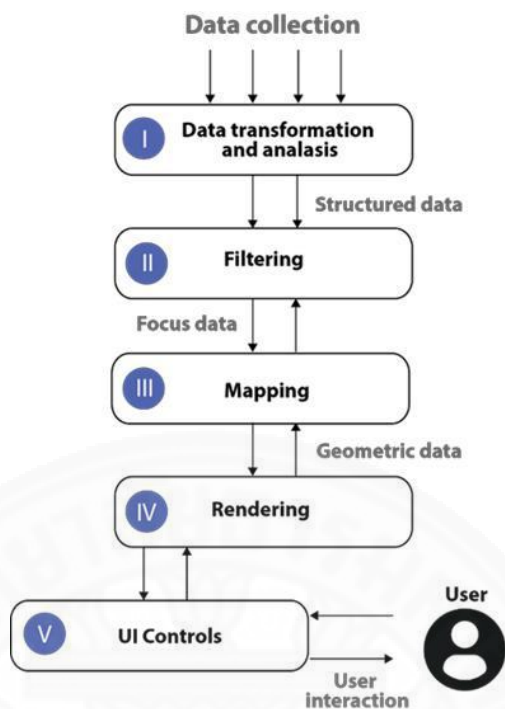 Data collection
I
Data transformation
and analasis
Structured data
II
Filtering
Focus data
III
Mapping
Geometric data
IV
Rendering
User
V
UI Controls
User
interaction